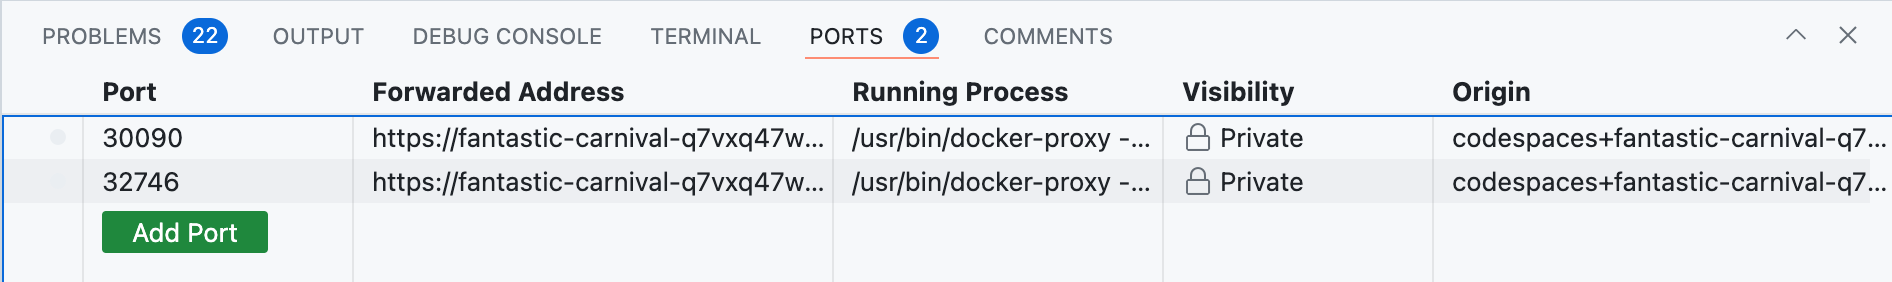 PROBLEMS 22 OUTPUT DEBUG CONSOLE TERMINAL PORTS 2 COMMENTS
Port Forwarded Address Running Process Visibility Origin
30090 https://fantastic-carnival-q7vxq47w... /usr/bin/docker-proxy -... Private codespaces+fantastic-carnival-q7...
32746 https://fantastic-carnival-q7vxq47w... /usr/bin/docker-proxy -... Private codespaces+fantastic-carnival-q7...
Add Port